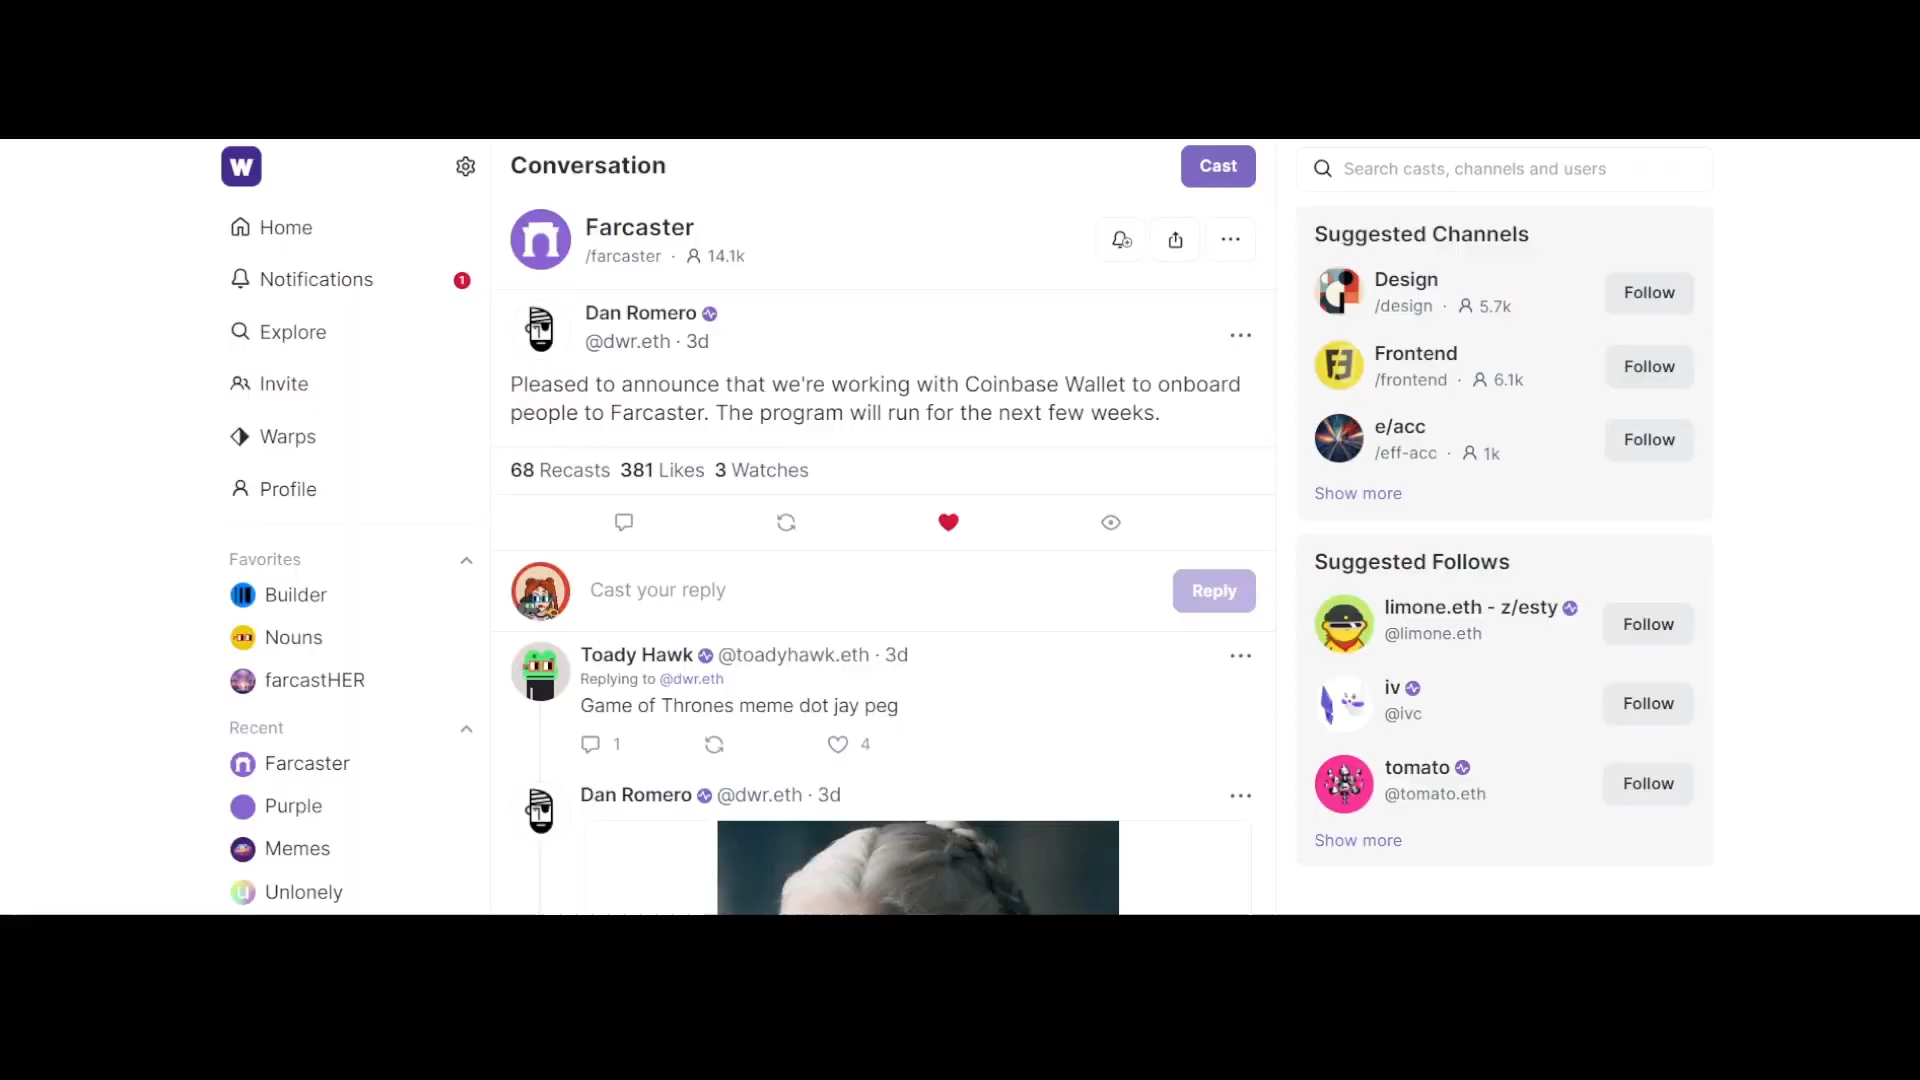 W
Home
Notifications
1
Explore
Invite
Warps
Profile
Favorites
Builder
Nouns
farcastHER
Recent
Farcaster
Purple
Memes
Unlonely
Conversation
Cast
Farcaster
/farcaster · 14.1k
Dan Romero
@dwr.eth · 3d
Pleased to announce that we're working with Coinbase Wallet to onboard
people to Farcaster. The program will run for the next few weeks.
68 Recasts 381 Likes 3 Watches
Cast your reply
Reply
Toady Hawk @toadyhawk.eth · 3d
Replying to @dwr.eth
Game of Thrones meme dot jay peg
1 4
Dan Romero @dwr.eth · 3d
Search casts, channels and users
Suggested Channels
Design
/design · 5.7k
Follow
Frontend
/frontend · 6.1k
Follow
e/acc
/eff-acc · 1k
Follow
Show more
Suggested Follows
limone.eth - z/esty
@limone.eth
Follow
iv
@ivc
Follow
tomato
@tomato.eth
Follow
Show more